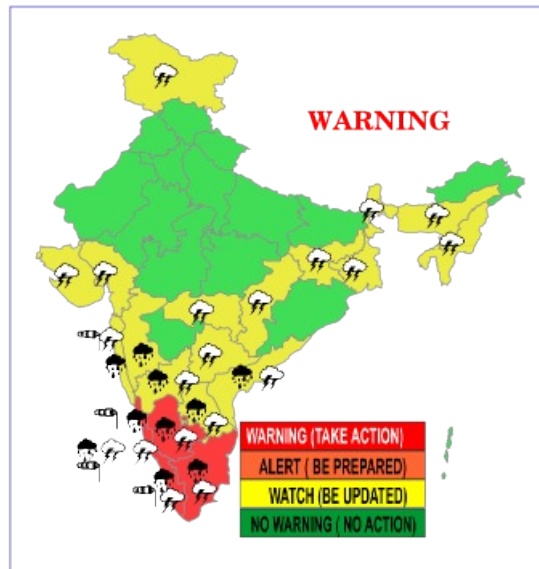 WARNING
WARNING (TAKE ACTION)
ALERT ( BE PREPARED)
WATCH (BE UPDATED)
NO WARNING ( NO ACTION)